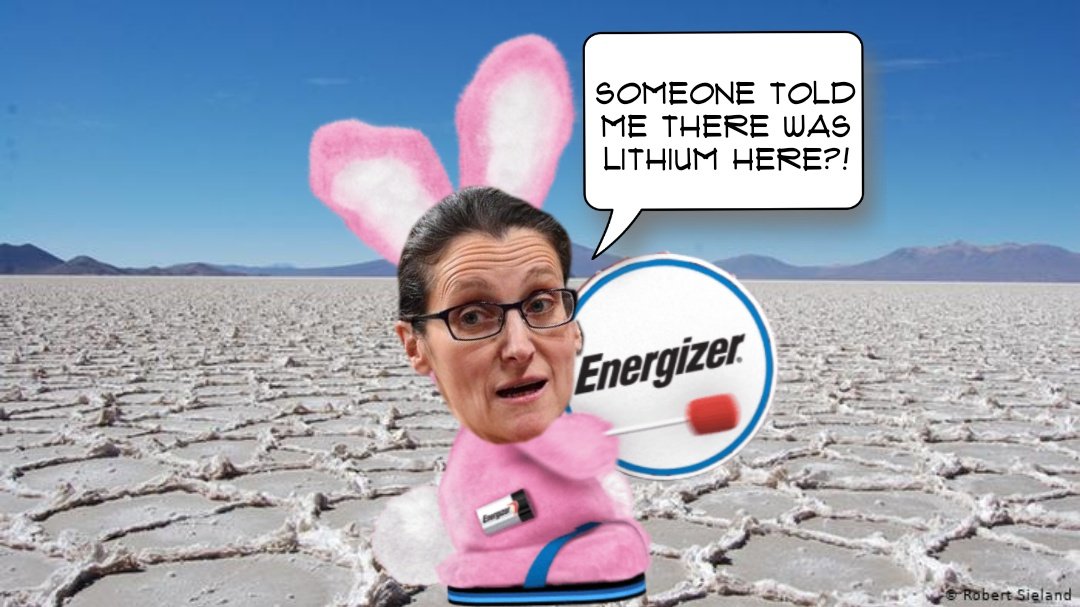 SOMEONE TOLD
ME THERE WAS
LITHIUM HERE?!
Energizer.
Energizer
© Robert Sieland